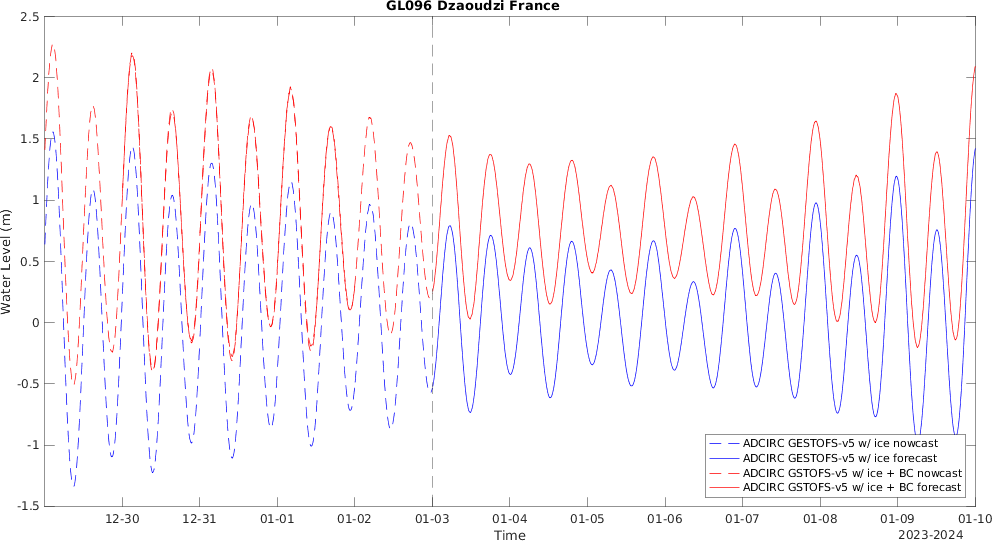 GL096 Dzaoudzi France
2.5
2
1.5
1
0.5
0
-0.5
-1
-1.5
Water Level (m)
12-30 12-31 01-01 01-02 01-03 01-04 01-05 01-06 01-07 01-08 01-09 01-10
Time
2023-2024
ADCIRC GESTOFS-v5 w/ ice nowcast
ADCIRC GESTOFS-v5 w/ ice forecast
ADCIRC GSTOFS-v5 w/ ice + BC nowcast
ADCIRC GSTOFS-v5 w/ ice + BC forecast